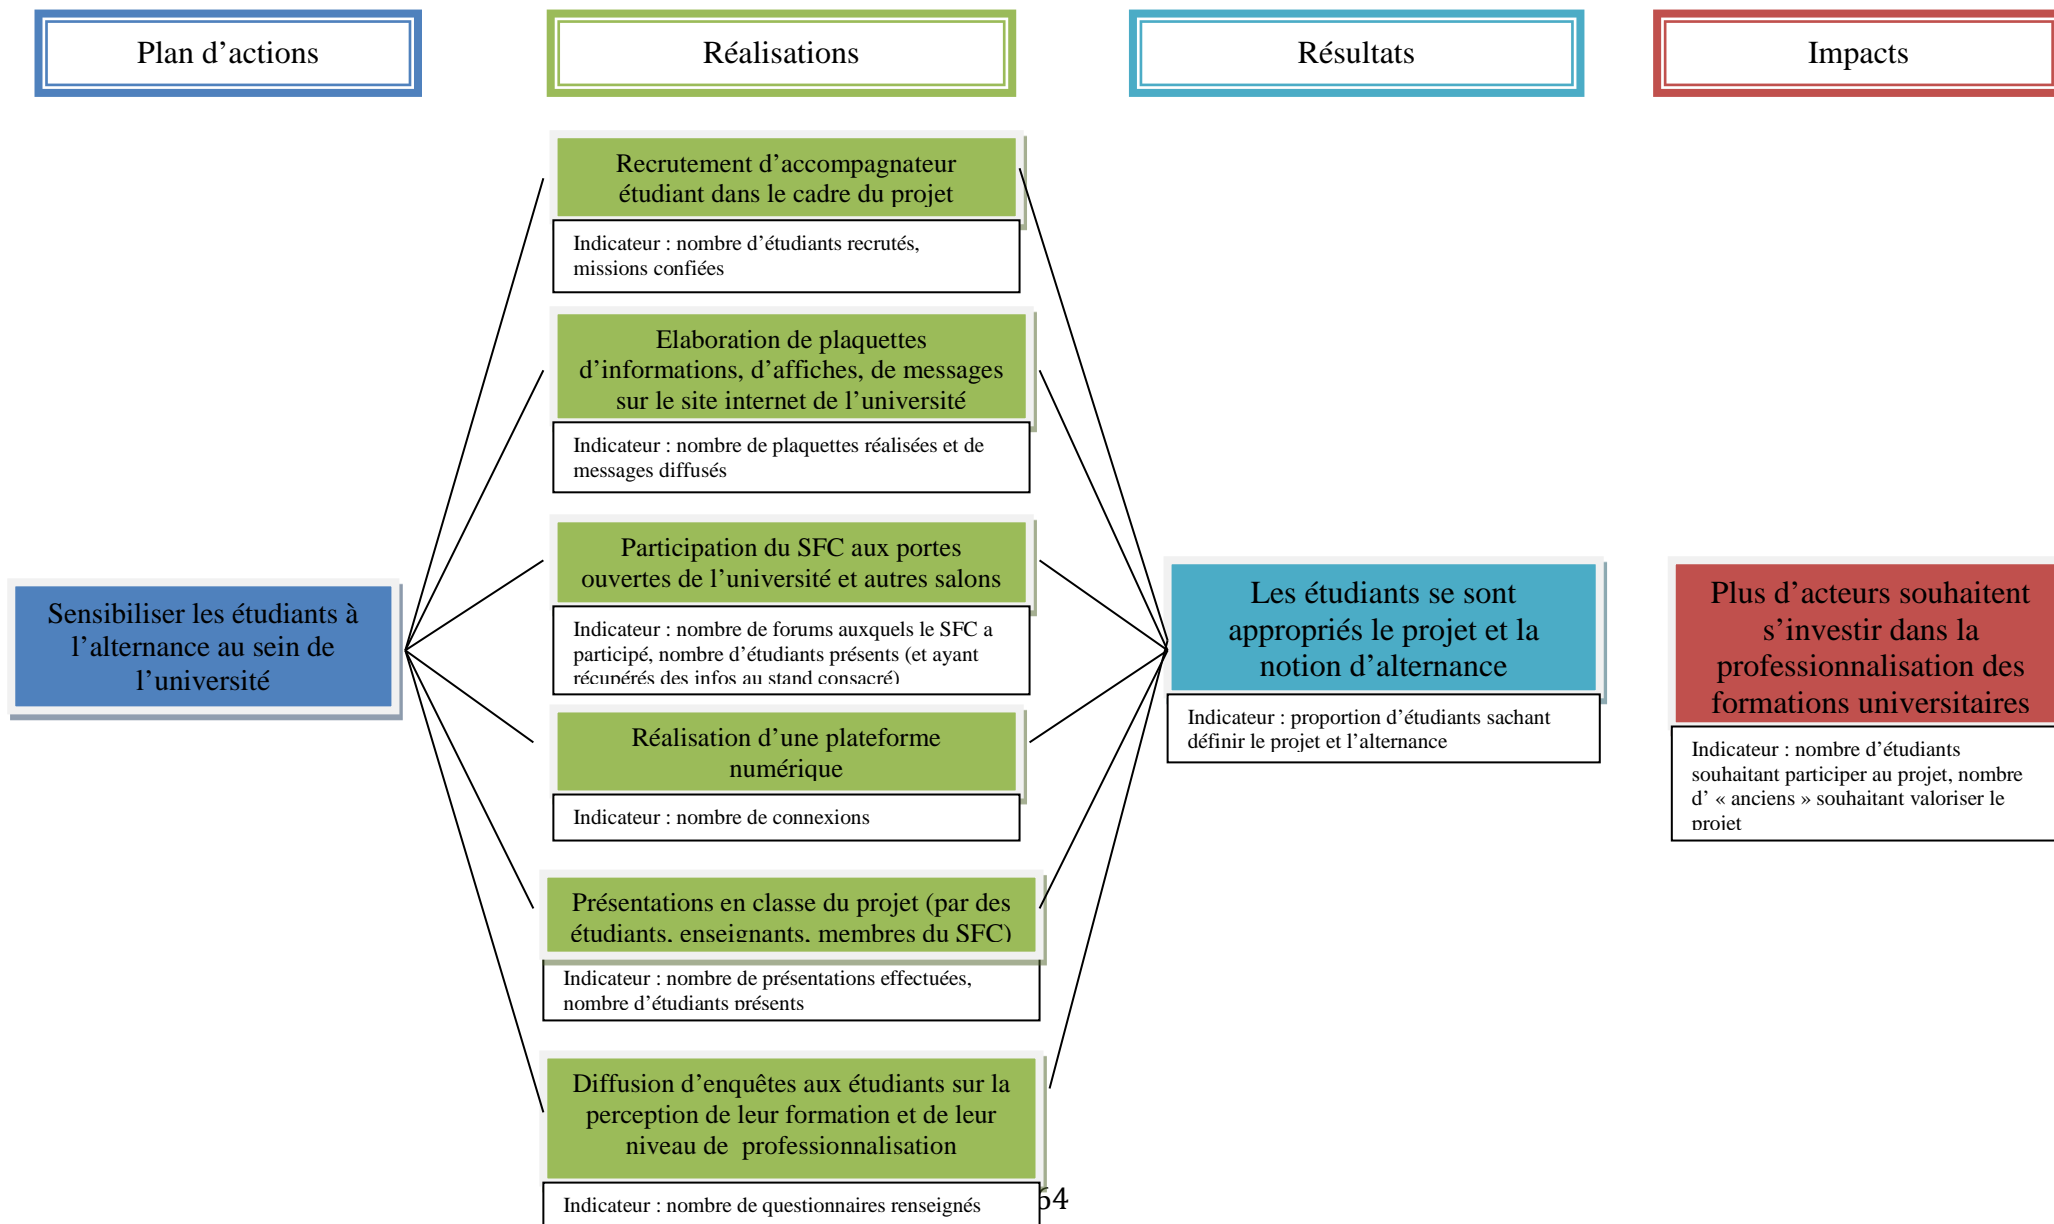 Plan d’actions
Réalisations
Résultats
Impacts
Recrutement d’accompagnateur
étudiant dans le cadre du projet
Indicateur : nombre d’étudiants recrutés,
missions confiées
Elaboration de plaquettes
d’informations, d’affiches, de messages
sur le site internet de l’université
Indicateur : nombre de plaquettes réalisées et de
messages diffusés
Participation du SFC aux portes
ouvertes de l’université et autres salons
Indicateur : nombre de forums auxquels le SFC a
participé, nombre d’étudiants présents (et ayant
récupérés des infos au stand consacré)
Sensibiliser les étudiants à
l’alternance au sein de
l’université
Réalisation d’une plateforme
numérique
Indicateur : nombre de connexions
Présentations en classe du projet (par des
étudiants, enseignants, membres du SFC)
Indicateur : nombre de présentations effectuées,
nombre d’étudiants présents
Diffusion d’enquêtes aux étudiants sur la
perception de leur formation et de leur
niveau de  professionnalisation
Indicateur : nombre de questionnaires renseignés
Les étudiants se sont
appropriés le projet et la
notion d’alternance
Indicateur : proportion d’étudiants sachant
définir le projet et l’alternance
Plus d’acteurs souhaitent
s’investir dans la
professionnalisation des
formations universitaires
Indicateur : nombre d’étudiants
souhaitant participer au projet, nombre
d’ « anciens » souhaitant valoriser le
projet
64